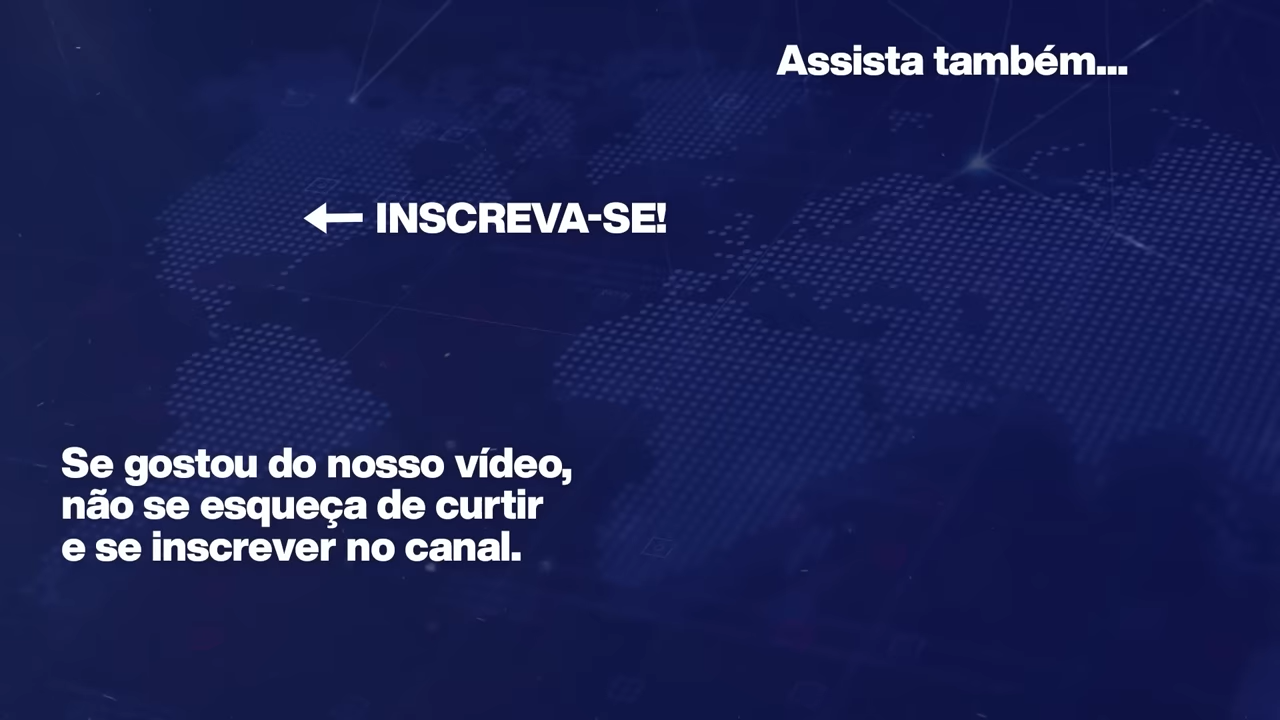 Assista também...
INSCREVA-SE!
Se gostou do nosso vídeo,
não se esqueça de curtir
e se inscrever no canal.